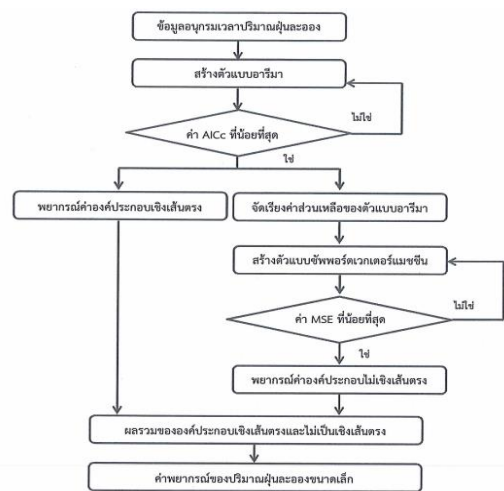 ข้อมูลอนุกรมเวลาปริมาณฝุ่นละออง
สร้างตัวแบบอารีมา
ไม่ใช่
ค่า AICc ที่น้อยที่สุด
ใช่
พยากรณ์ค่าองค์ประกอบเชิงเส้นตรง
จัดเรียงค่าส่วนเหลือของตัวแบบอารีมา
สร้างตัวแบบซัพพอร์ตเวกเตอร์แมชชีน
ไม่ใช่
ค่า MSE ที่น้อยที่สุด
ใช่
พยากรณ์ค่าองค์ประกอบไม่เชิงเส้นตรง
ผลรวมขององค์ประกอบเชิงเส้นตรงและไม่เป็นเชิงเส้นตรง
ค่าพยากรณ์ของปริมาณฝุ่นละอองขนาดเล็ก